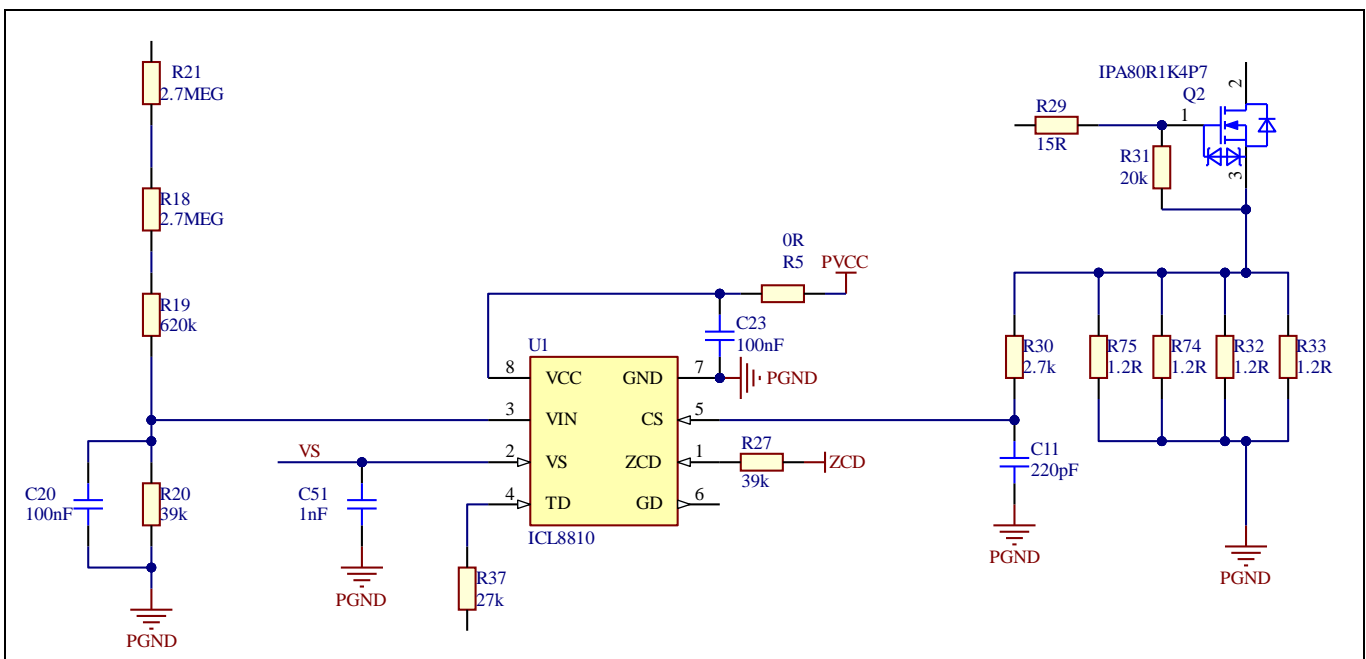 R21
2.7MEG
R18
2.7MEG
R19
620k
C20
100nF
R20
39k
PGND
VS
C51
1nF
PGND
R37
27k
0R
R5
PVCC
C23
100nF
PGND
U1
8
VCC
GND
7
3
VIN
CS
5
2
VS
ZCD
1
4
TD
GD
6
ICL8810
R27
39k
ZCD
IPA80R1K4P7
Q2
2
1
3
R29
15R
R31
20k
R30
2.7k
R75
1.2R
R74
1.2R
R32
1.2R
R33
1.2R
C11
220pF
PGND
PGND